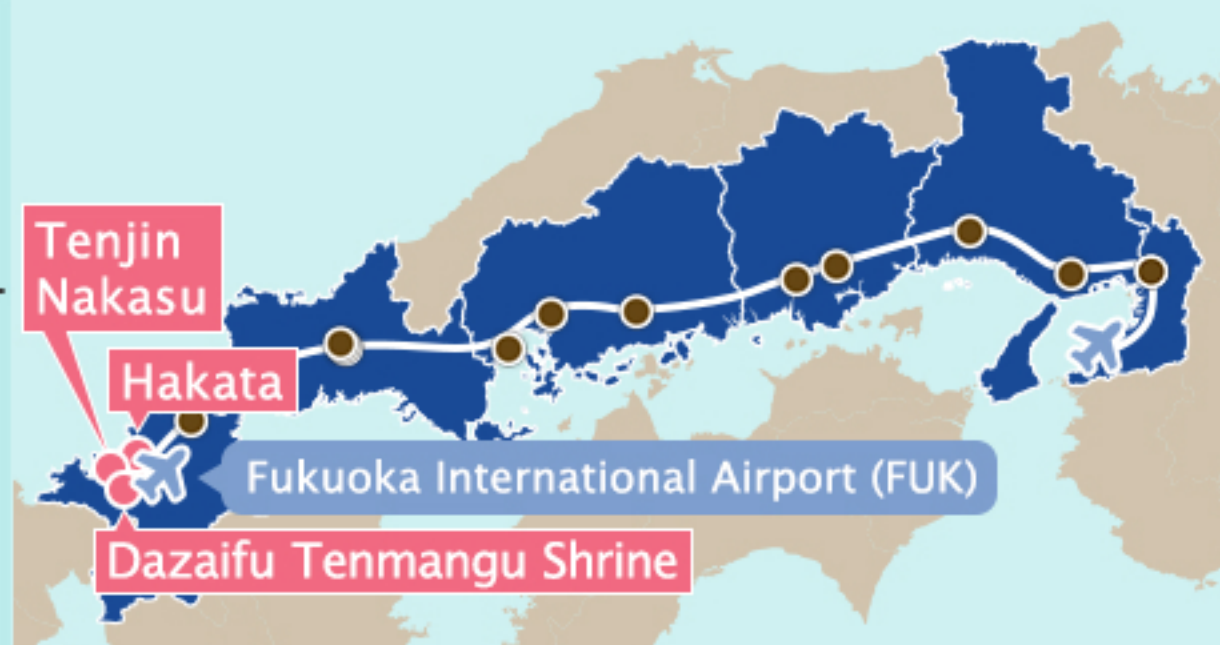 Tenjin
Nakasu
Hakata
Fukuoka International Airport (FUK)
Dazaifu Tenmangu Shrine